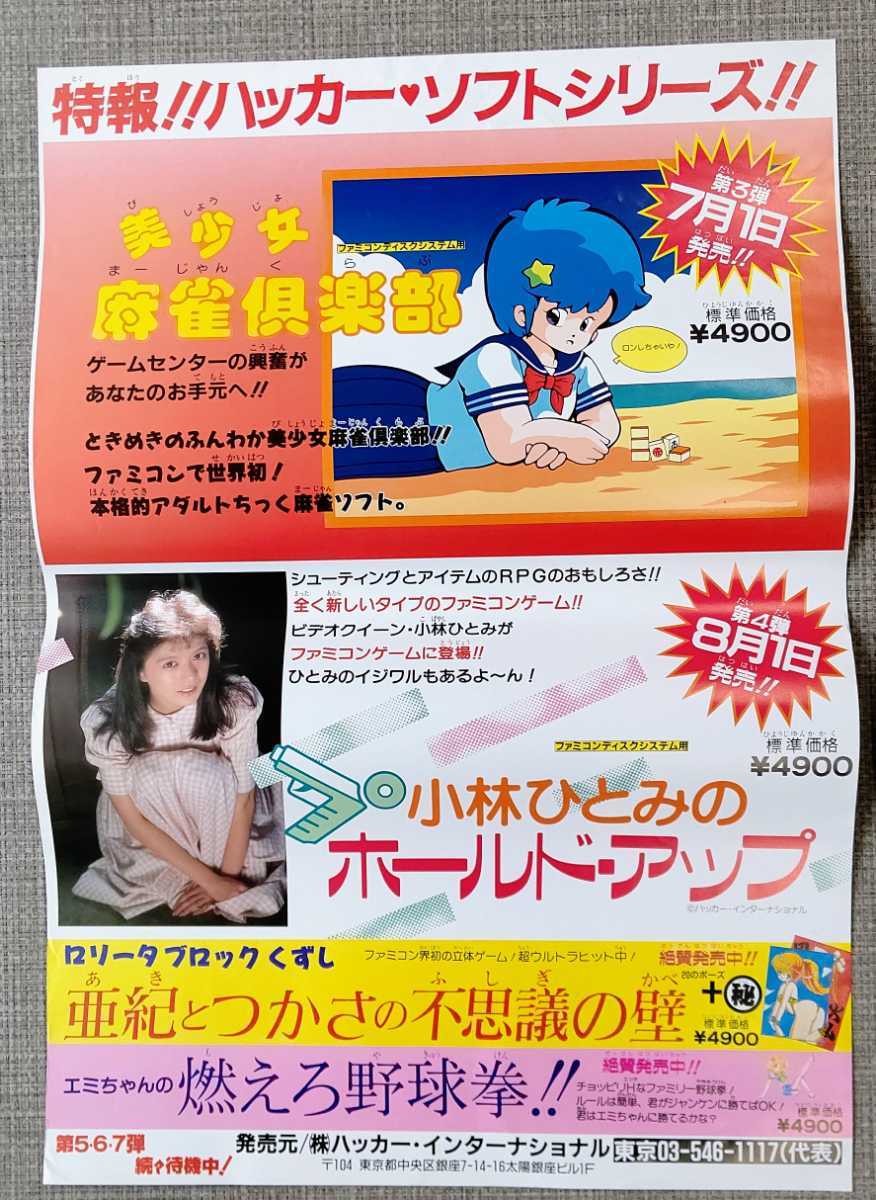 特報!!ハッカー♥ソフトシリーズ!!
第3弾
7月1日
発売!!
標準価格
¥4900
美少女
ファミコンディスクシステム用
麻雀倶楽部
ロンしちゃいや!
ゲームセンターの興奮が
あなたのお手元へ!!
ときめきのふんわか美少女麻雀倶楽部!!
ファミコンで世界初!
本格的アダルトちっく麻雀ソフト。
シューティングとアイテムのRPGのおもしろさ!!
全く新しいタイプのファミコンゲーム!!
ビデオクイーン・小林ひとみが
ファミコンゲームに登場!!
ひとみのイジワルもあるよ〜ん!
第4弾
8月1日
発売!!
ファミコンディスクシステム用
標準価格
¥4900
小林ひとみの
ホールド・アップ
©ハッカー・インターナショナル
ロリータブロックくずし
ファミコン界初の立体ゲーム!超ウルトラヒット中!
絶賛発売中!!
亜紀とつかさの不思議の壁
20のポーズ
+㊙
標準価格
¥4900
エミちゃんの燃えろ野球拳!!
絶賛発売中!!
チョッピリHなファミリー野球拳!
ルールは簡単、君がジャンケンに勝てばOK!
君はエミちゃんに勝てるかな?
標準価格
¥4900
第5・6・7弾
続々待機中!
発売元/㈱ハッカー・インターナショナル 東京03-546-1117(代表)
〒104 東京都中央区銀座7-14-16太陽銀座ビル1F